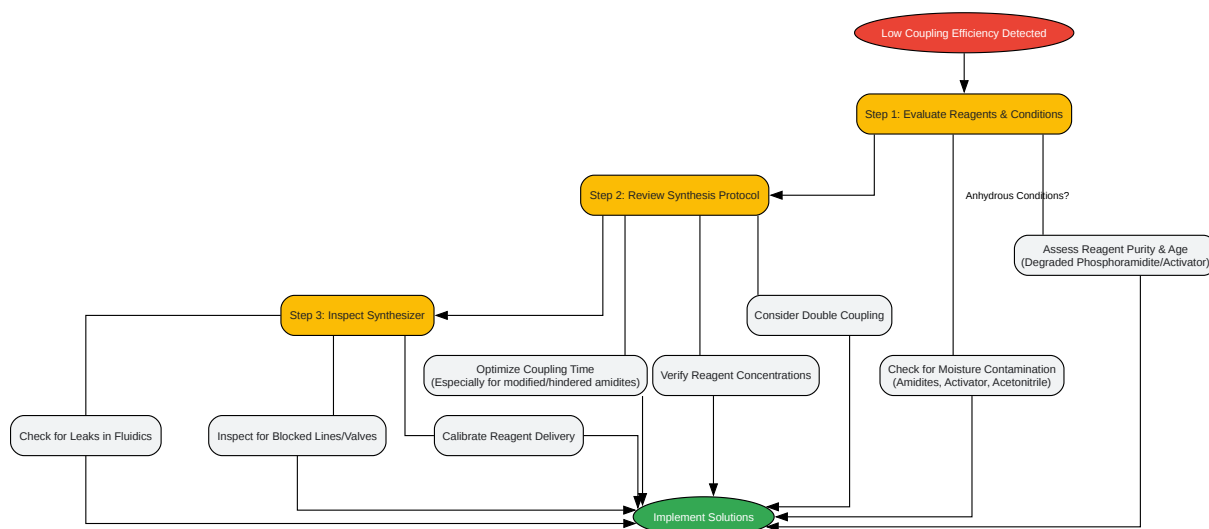 Low Coupling Efficiency Detected
Step 1: Evaluate Reagents & Conditions
Step 2: Review Synthesis Protocol
Anhydrous Conditions?
Assess Reagent Purity & Age
(Degraded Phosphoramidite/Activator)
Step 3: Inspect Synthesizer
Consider Double Coupling
Optimize Coupling Time
(Especially for modified/hindered amidites)
Verify Reagent Concentrations
Check for Moisture Contamination
(Amidites, Activator, Acetonitrile)
Check for Leaks in Fluidics
Inspect for Blocked Lines/Valves
Calibrate Reagent Delivery
Implement Solutions